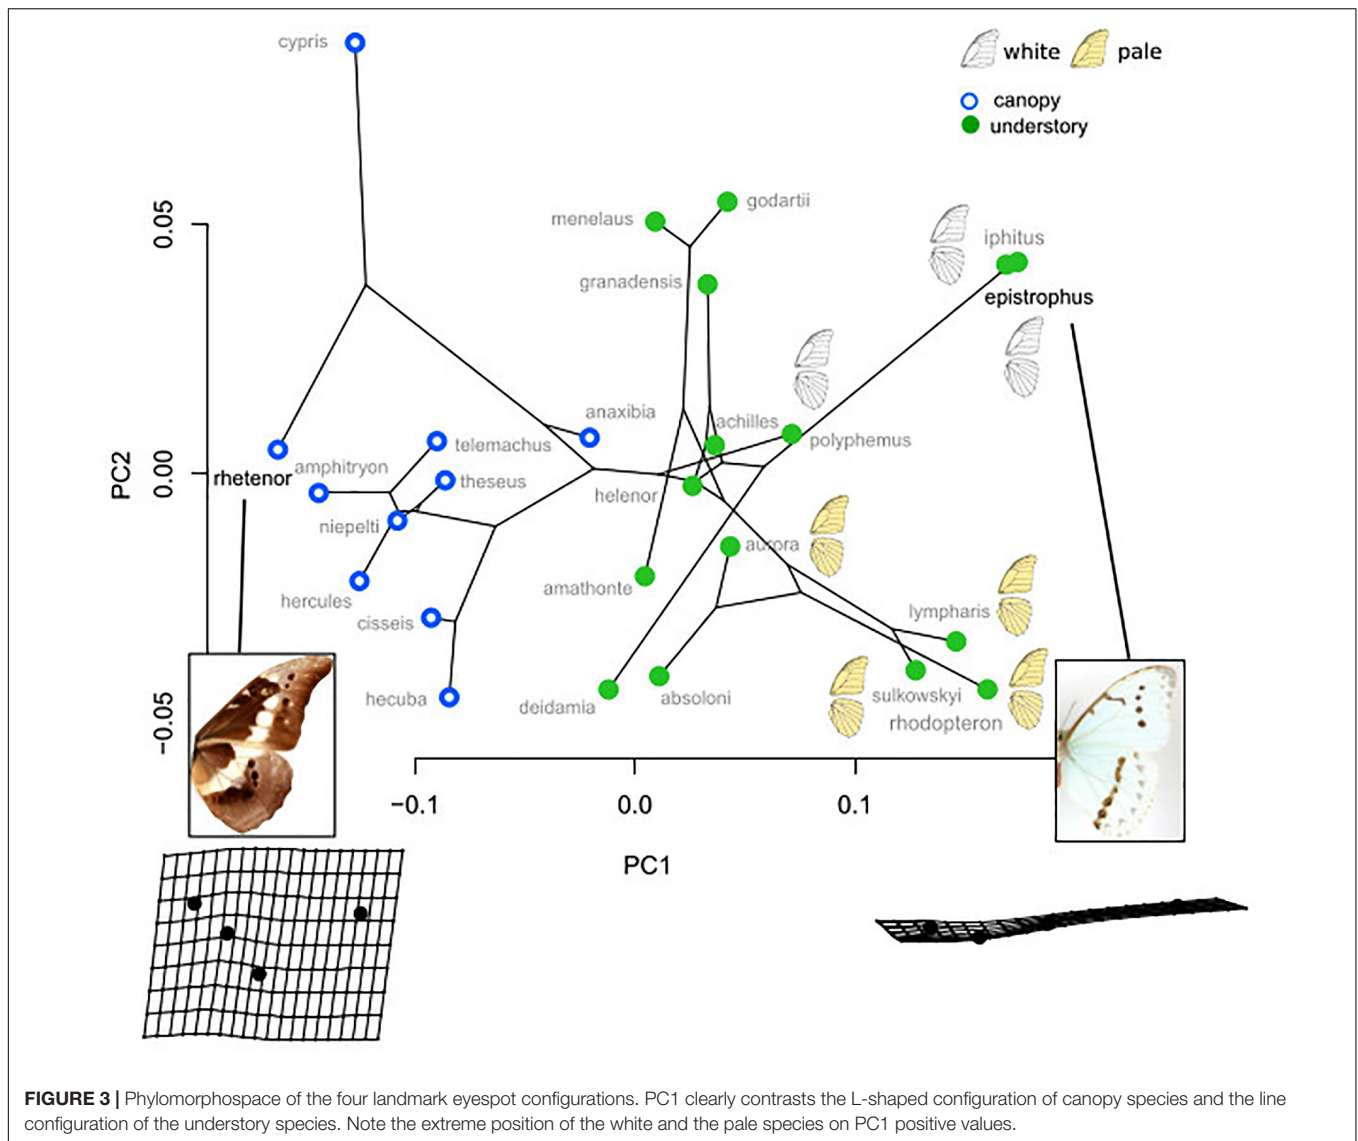 cypris
white pale
canopy
understory
0.05
menelaus
godartii
granadensis
iphitus
epistrophus
PC2
0.00
anaxibia
achilles
polyphemus
telemachus
amphitryon
rhetenor
theseus
helenor
niepelti
aurora
amathonte
hercules
cisseis
lympharis
hecuba
deidamia
absoloni
sulkowskyi
rhodopteron
−0.05
−0.1 0.0 0.1
PC1
FIGURE 3 | Phylomorphospace of the four landmark eyespot configurations. PC1 clearly contrasts the L-shaped configuration of canopy species and the line
configuration of the understory species. Note the extreme position of the white and the pale species on PC1 positive values.